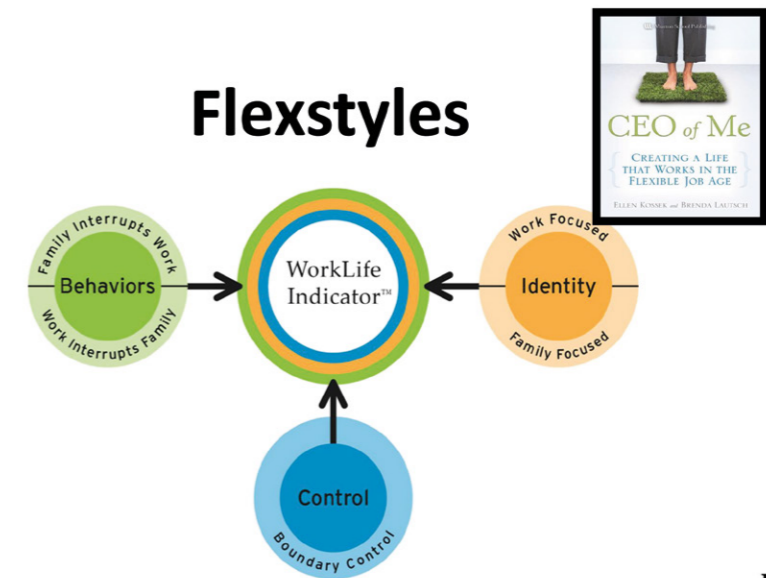 Flexstyles
CEO of Me
CREATING A LIFE
THAT WORKS IN THE
FLEXIBLE JOB AGE
ELLEN KOSSEK and BRENDA LAUTSCH
Family Interrupts Work
Behaviors
Work Interrupts Family
WorkLife
Indicator™
Work Focused
Identity
Family Focused
Control
Boundary Control